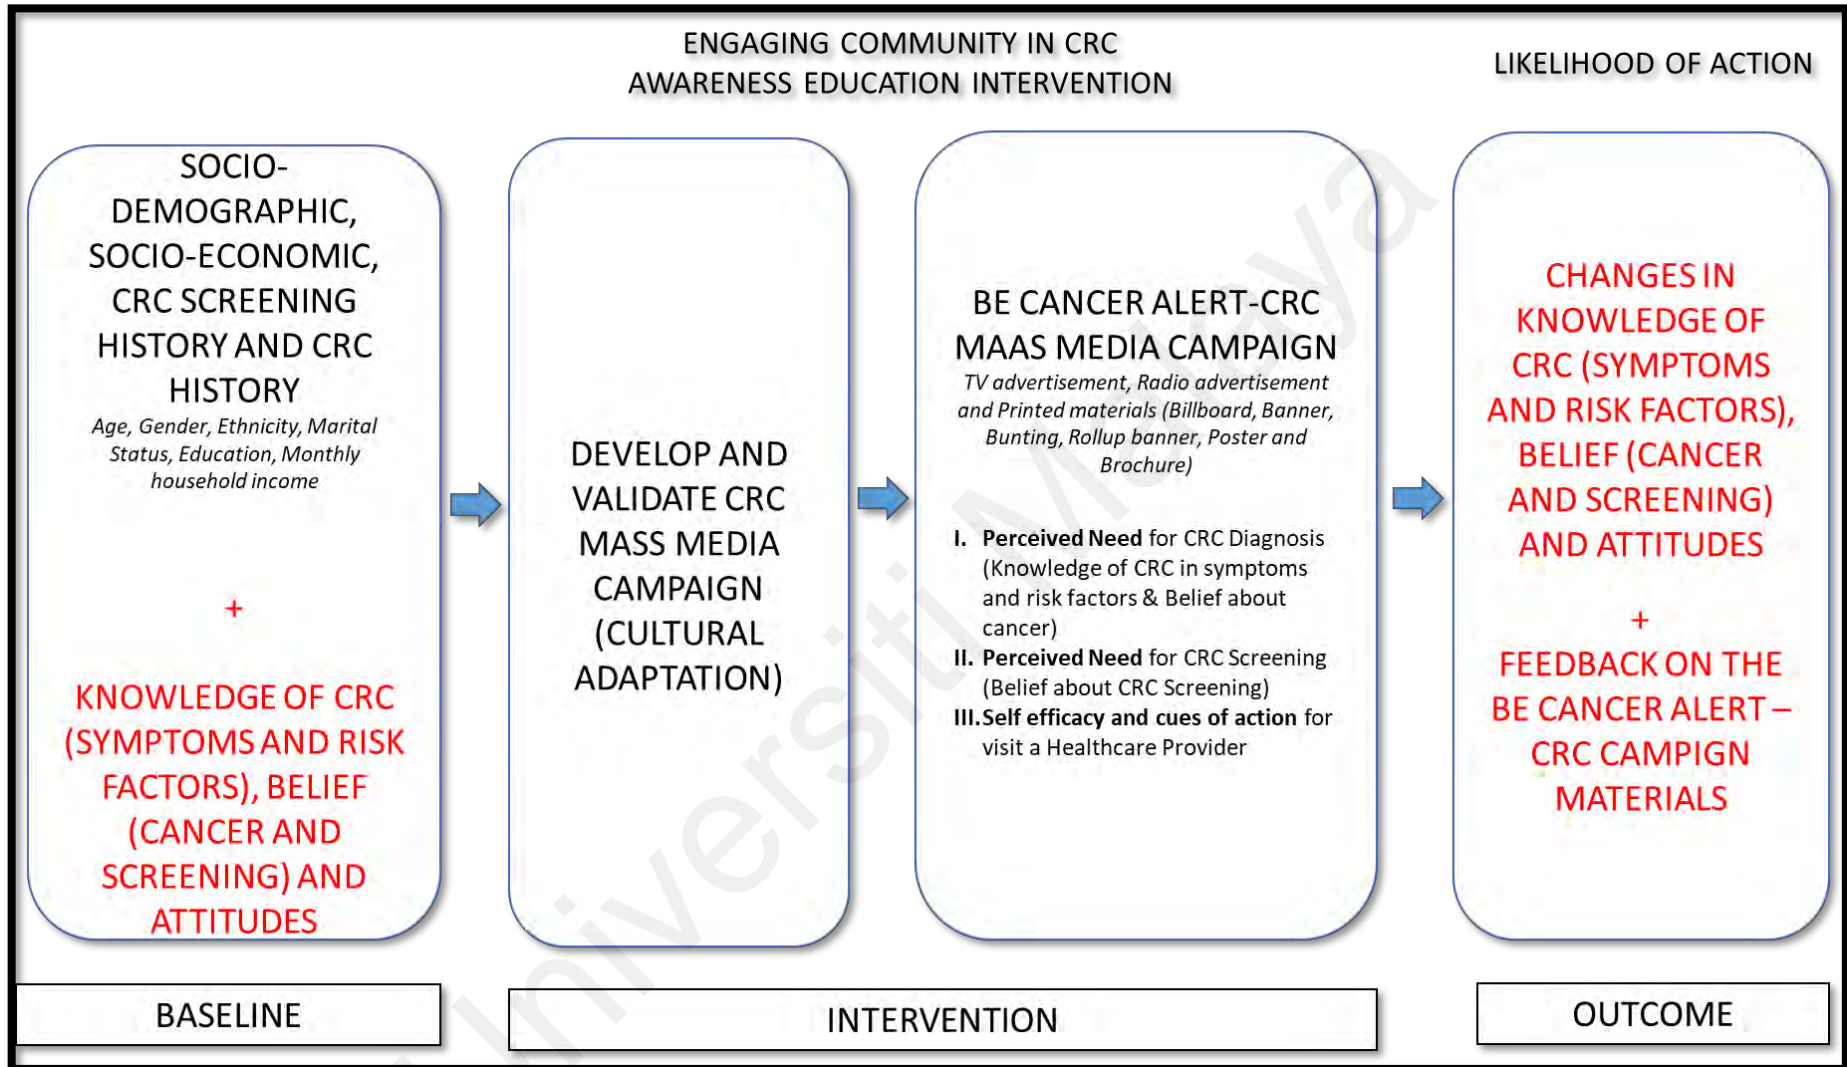 ENGAGING COMMUNITY IN CRC
AWARENESS EDUCATION INTERVENTION
LIKELIHOOD OF ACTION
SOCIO-
DEMOGRAPHIC,
SOCIO-ECONOMIC,
CRC SCREENING
HISTORY AND CRC
HISTORY
Age, Gender, Ethnicity, Marital
Status, Education, Monthly
household income
+
KNOWLEDGE OF CRC
(SYMPTOMS AND RISK
FACTORS), BELIEF
(CANCER AND
SCREENING) AND
ATTITUDES
DEVELOP AND
VALIDATE CRC
MASS MEDIA
CAMPAIGN
(CULTURAL
ADAPTATION)
BE CANCER ALERT-CRC
MAAS MEDIA CAMPAIGN
TV advertisement, Radio advertisement
and Printed materials (Billboard, Banner,
Bunting, Rollup banner, Poster and
Brochure)
I. Perceived Need for CRC Diagnosis
(Knowledge of CRC in symptoms
and risk factors & Belief about
cancer)
II. Perceived Need for CRC Screening
(Belief about CRC Screening)
III.Self efficacy and cues of action for
visit a Healthcare Provider
CHANGES IN
KNOWLEDGE OF
CRC (SYMPTOMS
AND RISK FACTORS),
BELIEF (CANCER
AND SCREENING)
AND ATTITUDES
+
FEEDBACK ON THE
BE CANCER ALERT –
CRC CAMPIGN
MATERIALS
BASELINE
INTERVENTION
OUTCOME
Universiti Malaya